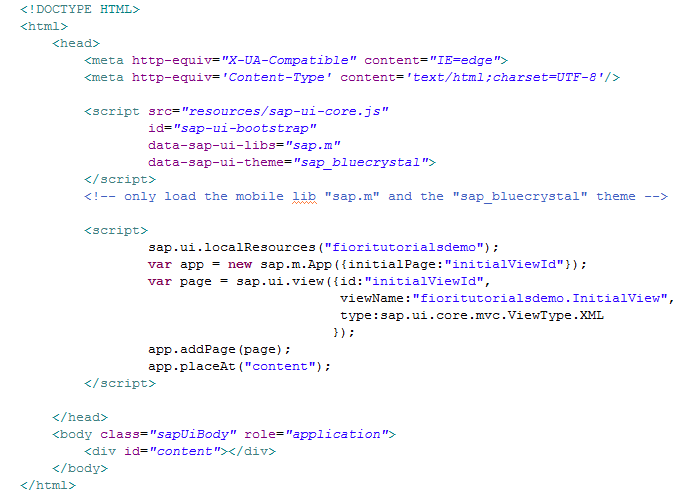 <!DOCTYPE HTML>
<html>
<head>
<meta http-equiv="X-UA-Compatible" content="IE=edge">
<meta http-equiv='Content-Type' content='text/html;charset=UTF-8'/>
<script src="resources/sap-ui-core.js"
id="sap-ui-bootstrap"
data-sap-ui-libs="sap.m"
data-sap-ui-theme="sap_bluecrystal">
</script>
<!-- only load the mobile lib "sap.m" and the "sap_bluecrystal" theme -->
<script>
sap.ui.localResources("fioritutorialsdemo");
var app = new sap.m.App({initialPage:"initialViewId"});
var page = sap.ui.view({id:"initialViewId",
viewName:"fioritutorialsdemo.InitialView",
type:sap.ui.core.mvc.ViewType.XML
});
app.addPage(page);
app.placeAt("content");
</script>
</head>
<body class="sapUiBody" role="application">
<div id="content"></div>
</body>
</html>